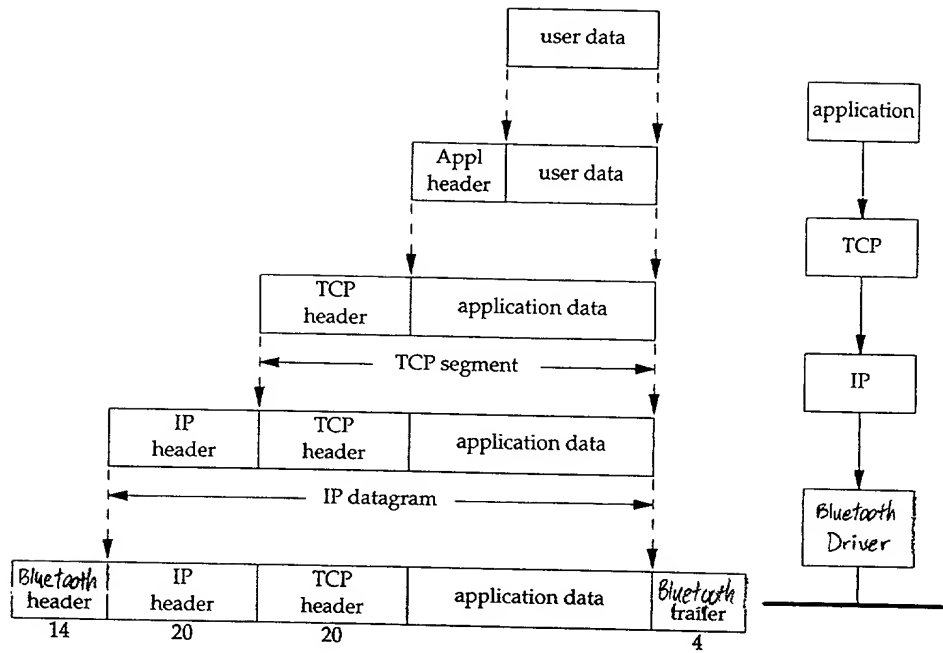 user data
application
Appl
header
user data
TCP
TCP
header
application data
TCP segment
IP
IP
header
TCP
header
application data
IP datagram
Bluetooth
Driver
Bluetooth
header
IP
header
TCP
header
application data
Bluetooth
trailer
14
20
20
4